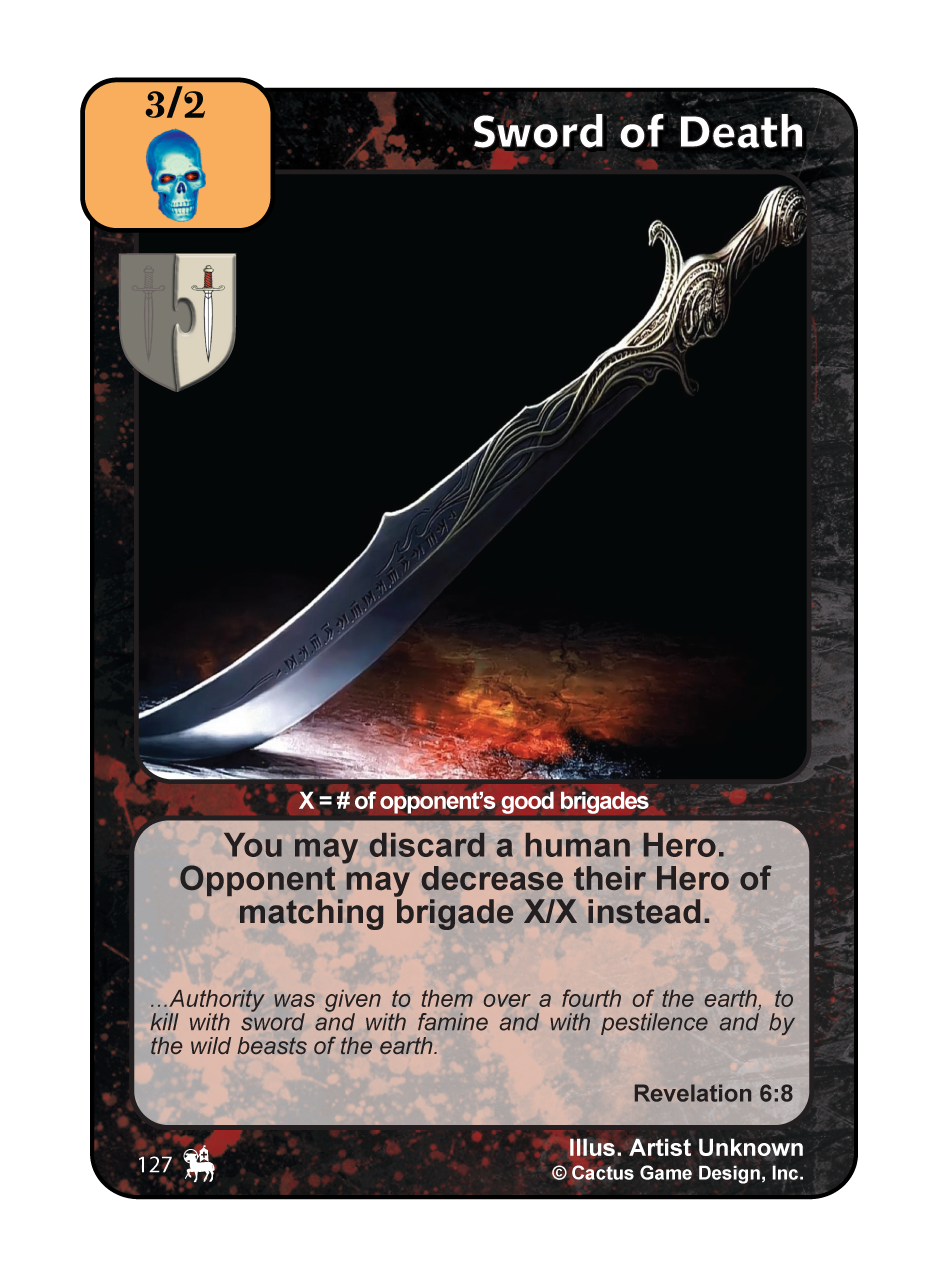 3/2
Sword of Death
X = # of opponent's good brigades
You may discard a human Hero.
Opponent may decrease their Hero of
matching brigade X/X instead.
...Authority was given to them over a fourth of the earth, to
kill with sword and with famine and with pestilence and by
the wild beasts of the earth.
Revelation 6:8
127
Illus. Artist Unknown
© Cactus Game Design, Inc.